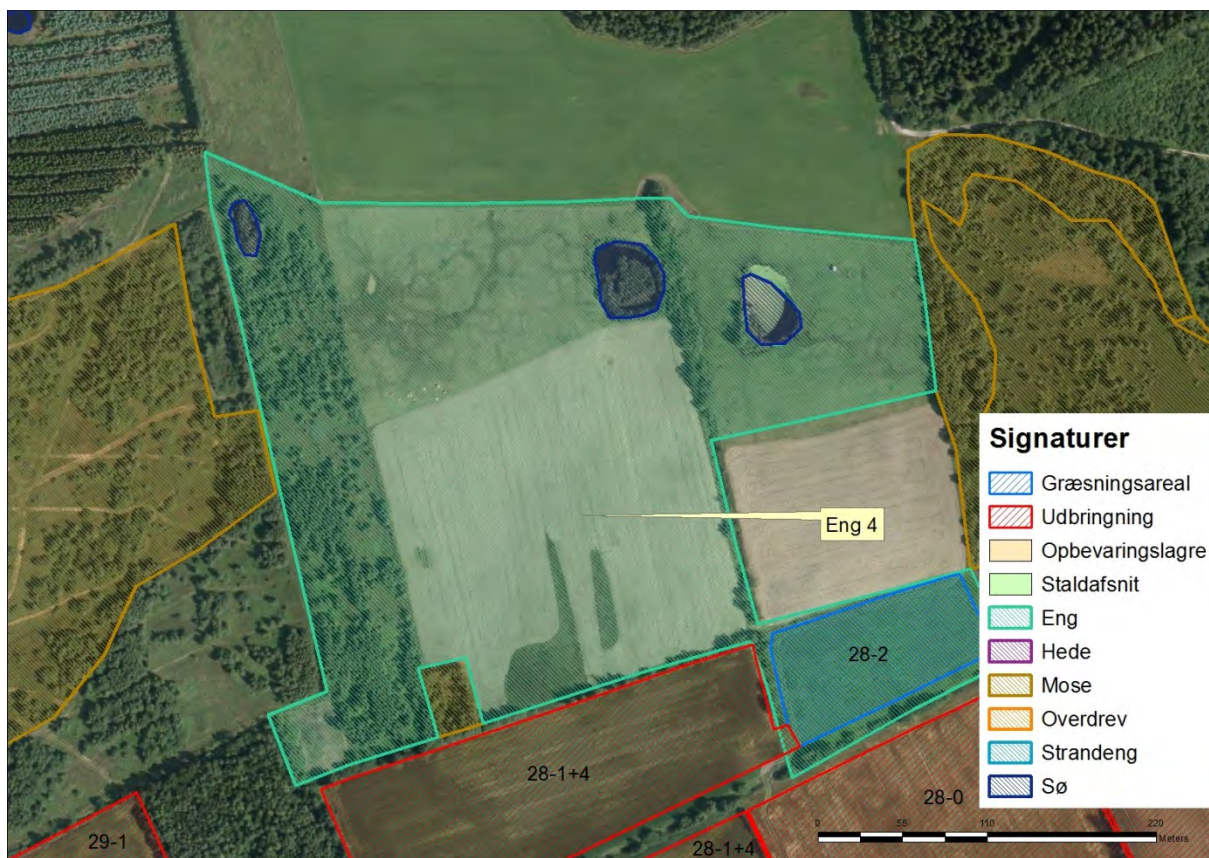 Eng 4
28-2
28-1+4
28-0
29-1
28-1+4
Signaturer
Græsningsareal
Udbringning
Opbevaringslagre
Staldafsnit
Eng
Hede
Mose
Overdrev
Strandeng
Sø
0 55 110 220
Meters